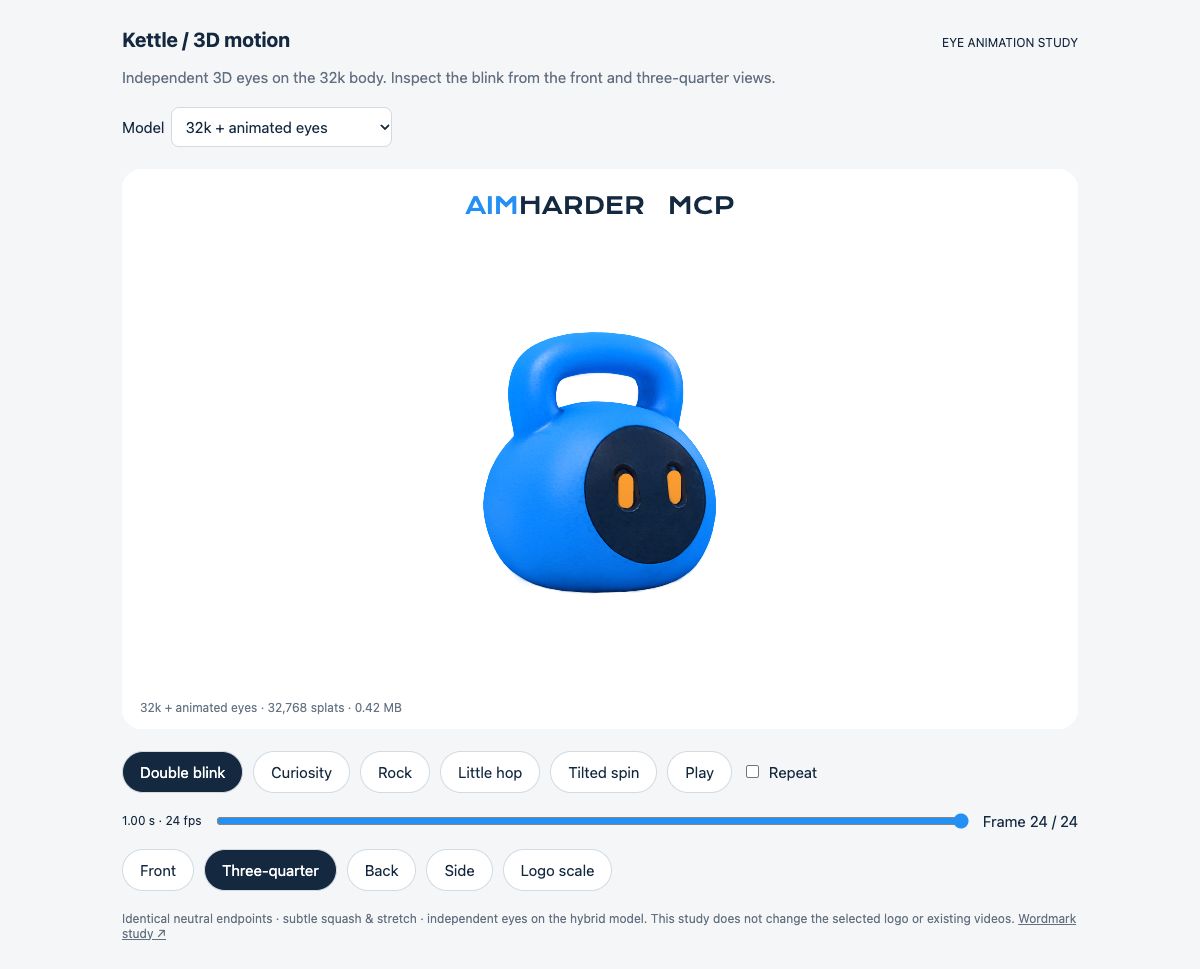 Kettle / 3D motion
EYE ANIMATION STUDY
Independent 3D eyes on the 32k body. Inspect the blink from the front and three-quarter views.
Model 32k + animated eyes
AIMHARDER MCP
32k + animated eyes · 32,768 splats · 0.42 MB
Double blink Curiosity Rock Little hop Tilted spin Play Repeat
1.00 s · 24 fps Frame 24 / 24
Front Three-quarter Back Side Logo scale
Identical neutral endpoints · subtle squash & stretch · independent eyes on the hybrid model. This study does not change the selected logo or existing videos. Wordmark
study ↗